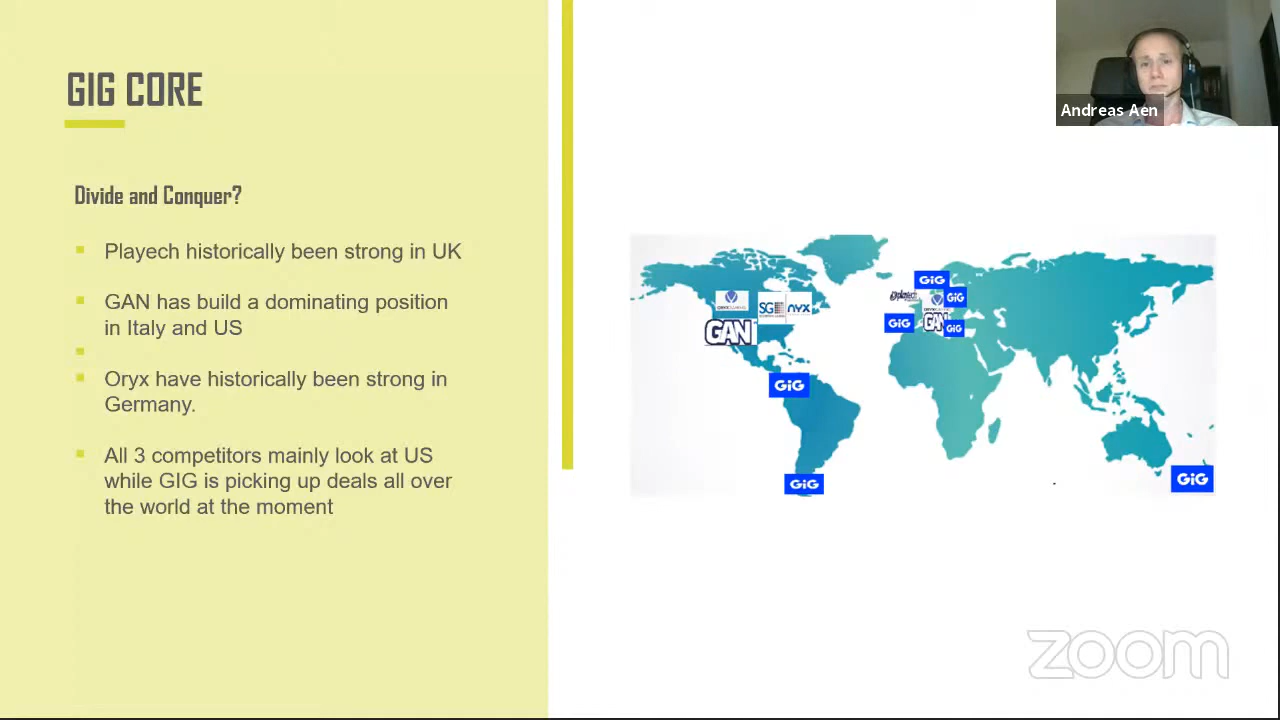 GIG CORE
Andreas Aen
Divide and Conquer?
Playech historically been strong in UK
GAN has build a dominating position
in Italy and US
Oryx have historically been strong in
Germany.
All 3 competitors mainly look at US
while GIG is picking up deals all over
the world at the moment
GiG
GiG
SG
nyx
GAN
GiG
GAN
GiG
GiG
GiG
GiG
zoom